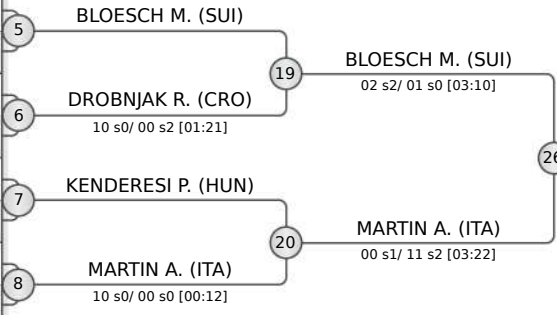 5
BLOESCH M. (SUI)
6
DROBNJAK R. (CRO)
10 s0/ 00 s2 [01:21]
19
BLOESCH M. (SUI)
02 s2/ 01 s0 [03:10]
7
KENDERESI P. (HUN)
8
MARTIN A. (ITA)
10 s0/ 00 s0 [00:12]
20
MARTIN A. (ITA)
00 s1/ 11 s2 [03:22]
26